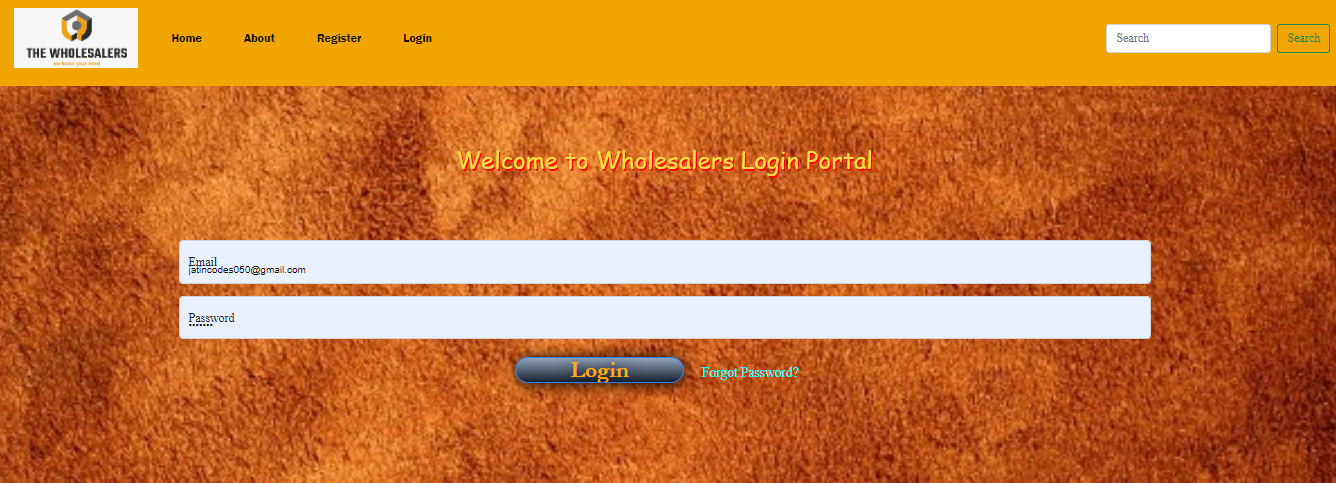 THE WHOLESALERS
we know your need
Home About Register Login Search Search
Welcome to Wholesalers Login Portal
Email
jatincodes050@gmail.com
Password
•••••••
Login Forgot Password?